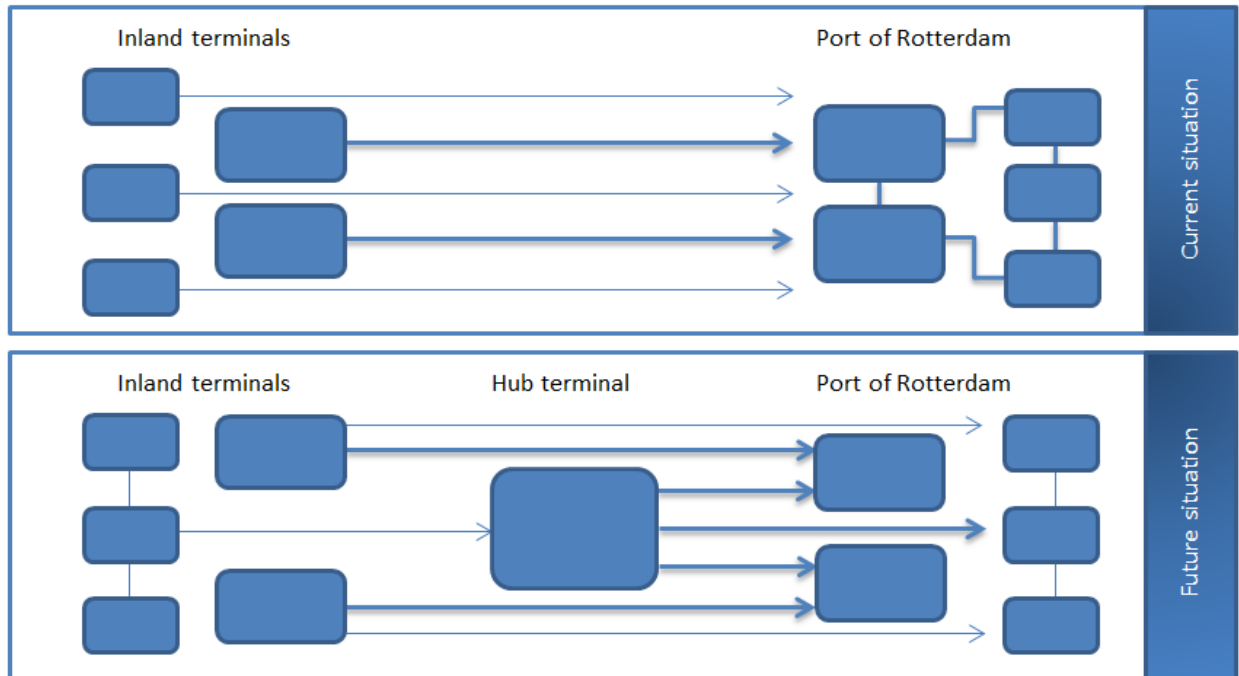 Inland terminals
Port of Rotterdam
Current situation
Inland terminals
Hub terminal
Port of Rotterdam
Future situation